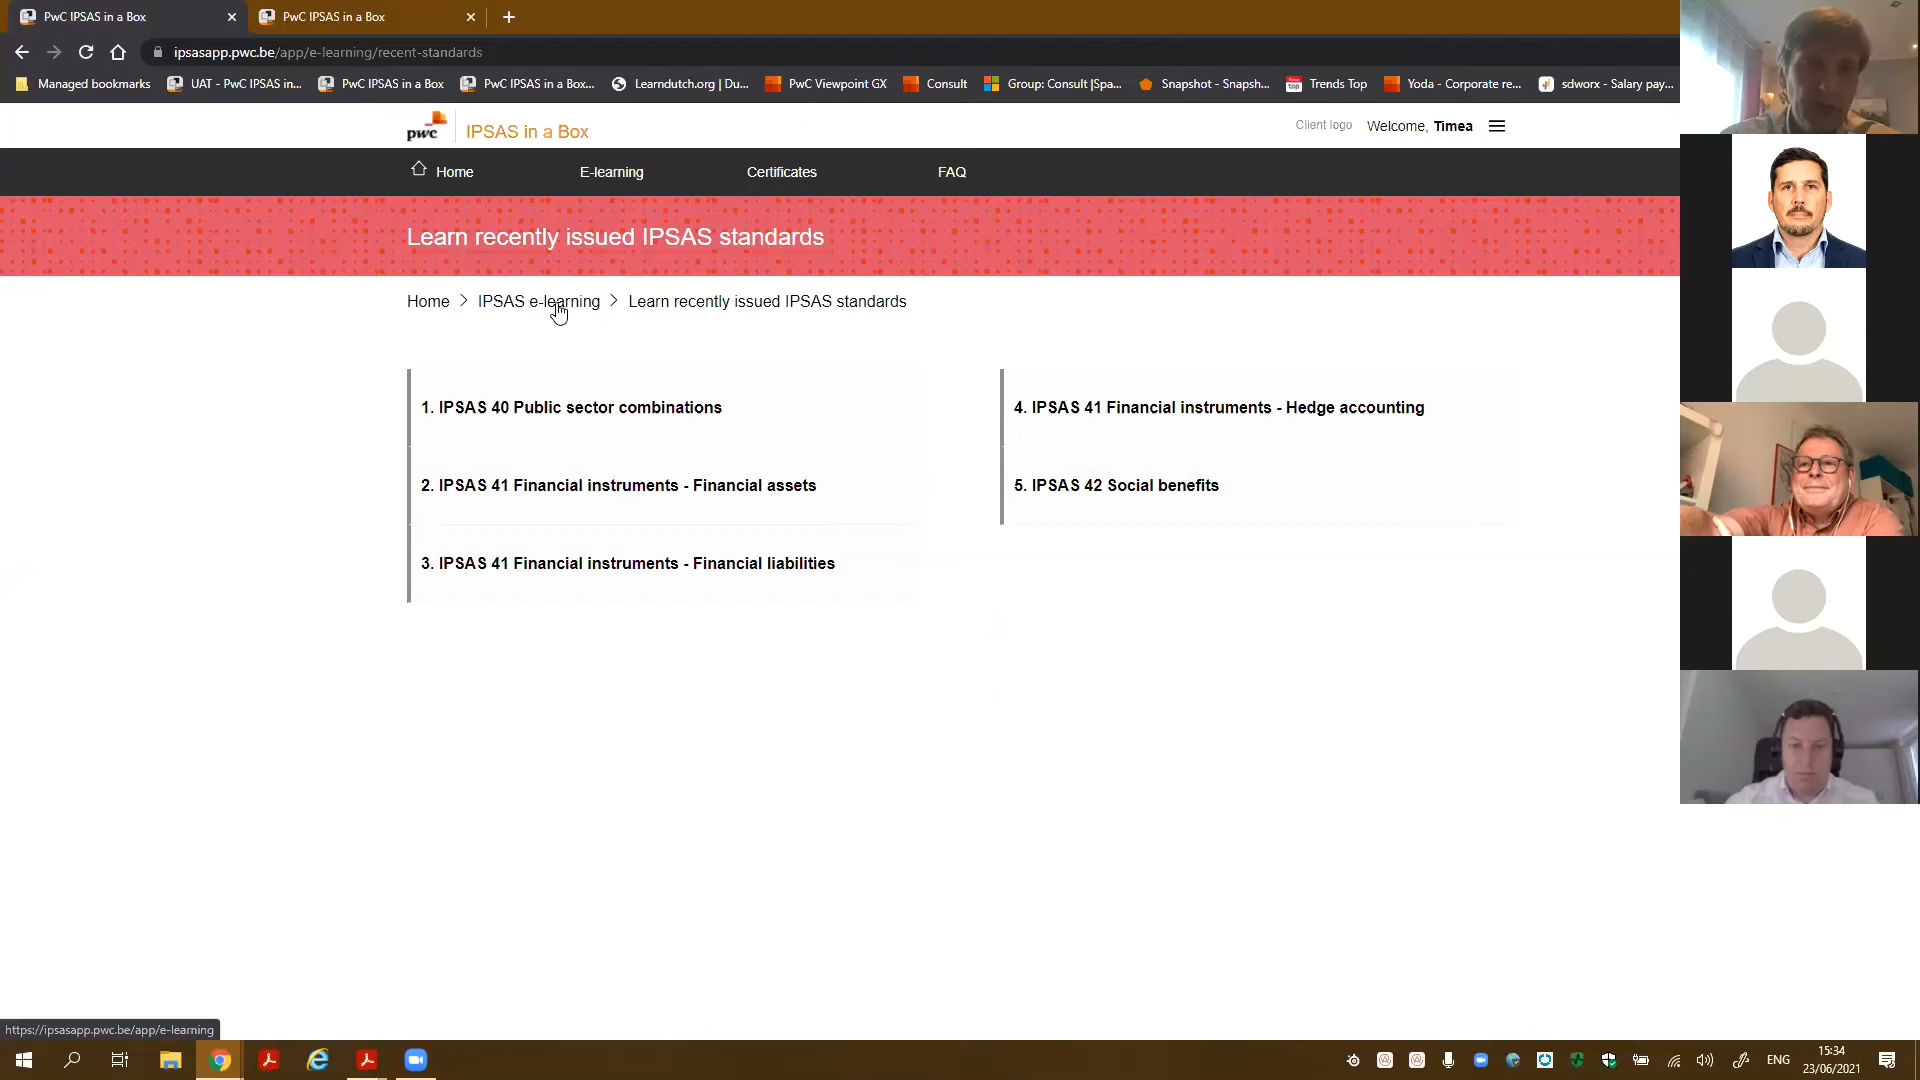 PwC IPSAS in a Box
PwC IPSAS in a Box
ipsasapp.pwc.be/app/e-learning/recent-standards
Managed bookmarks
UAT - PwC IPSAS in...
PwC IPSAS in a Box
PwC IPSAS in a Box...
Learndutch.org | Du...
PwC Viewpoint GX
Consult
Group: Consult |Spa...
Snapshot - Snapsh...
Trends Top
Yoda - Corporate re...
sdworx - Salary pay...
pwc
IPSAS in a Box
Client logo
Welcome, Timea
Home
E-learning
Certificates
FAQ
Learn recently issued IPSAS standards
Home > IPSAS e-learning > Learn recently issued IPSAS standards
1. IPSAS 40 Public sector combinations
2. IPSAS 41 Financial instruments - Financial assets
3. IPSAS 41 Financial instruments - Financial liabilities
4. IPSAS 41 Financial instruments - Hedge accounting
5. IPSAS 42 Social benefits
https://ipsasapp.pwc.be/app/e-learning
ENG
15:34
23/06/2021